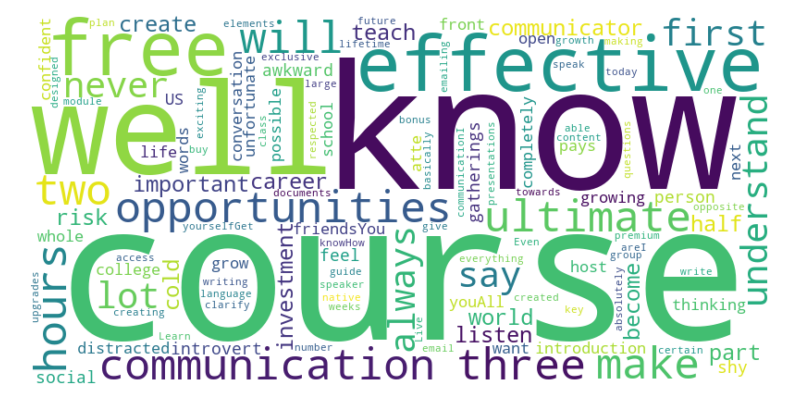 confident
plan
create
elements
future
lifetime
free
will
teach
communicator
front
open
growth
making
first
never
designed
module
US
exciting
conversation
unfortunate
exclusive
awkward
large
possible
class
respected
school
emailing
speak
today
effective
one
well
know
life
words
buy
bonus
atte
basically
communicationI
gatherings
presentations
completely
able
content
pays
towards
questions
next
understand
two
important
career
documents
growing
person
opposite
risk
opportunities
ultimate
half
whole
yourselfGet
friendsYou
give
hours
upgrades
access
college
lot
creating
cold
course
grow
writing
language
clarify
investment
knowHow
feel
guide
speaker
native
weeks
always
Live
everything
say
youAll
world
listen
Even
areI
host
group
created
key
premium
absolutely
become
write
thinking
social
distracted
Learn
introvert
number
email
want
introduction
certain
part
shy
communication
three
make